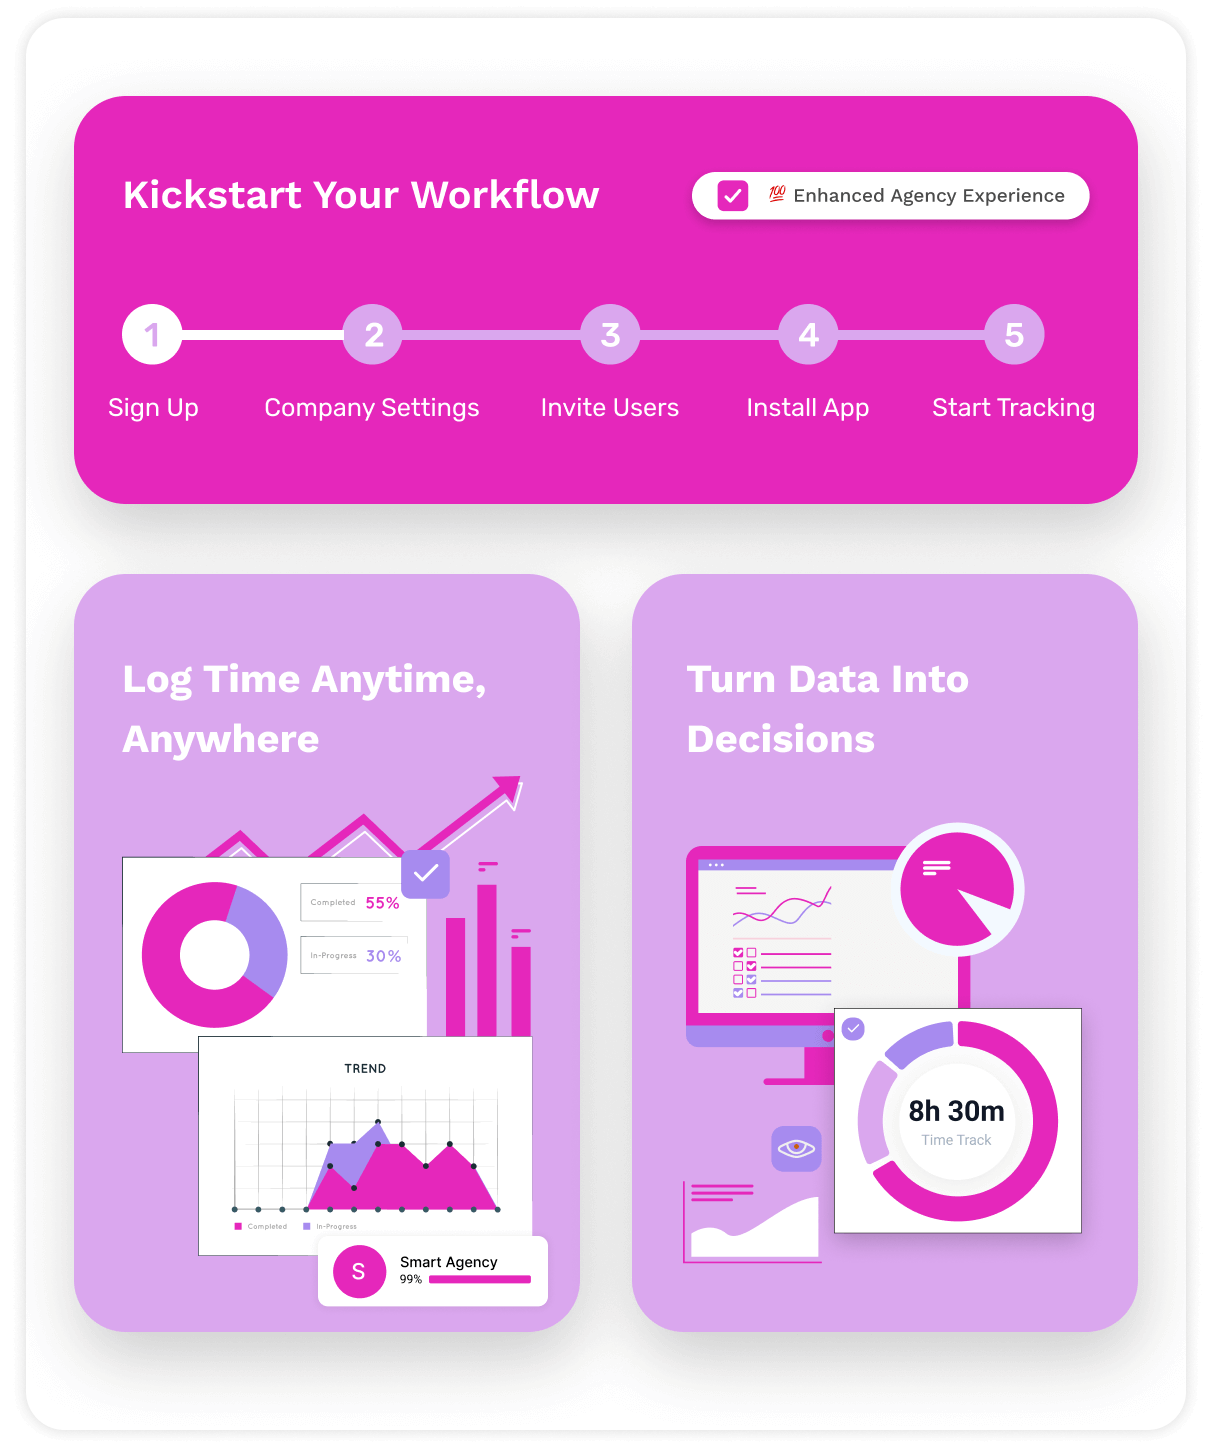 Kickstart Your Workflow
💯 Enhanced Agency Experience
1 2 3 4 5
Sign Up Company Settings Invite Users Install App Start Tracking
Log Time Anytime,
Anywhere
Completed 55%
In-Progress 30%
TREND
Completed In-Progress
S
Smart Agency
99%
Turn Data Into
Decisions
8h 30m
Time Track